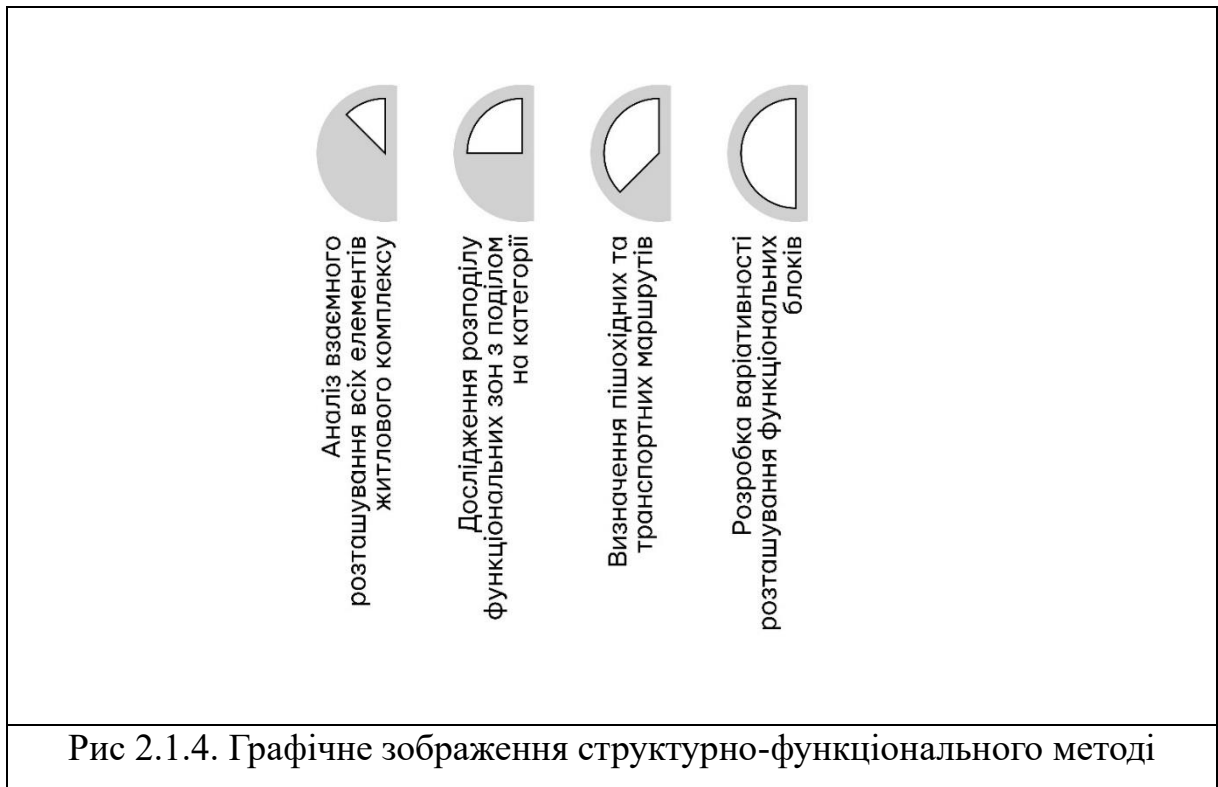 Аналіз взаємного
розташування всіх елементів
житлового комплексу
Дослідження розподілу
функціональних зон з поділом
на категорії
Визначення пішохідних та
транспортних маршрутів
Розробка варіативності
розташування функціональних
блоків
Рис 2.1.4. Графічне зображення структурно-функціонального методі